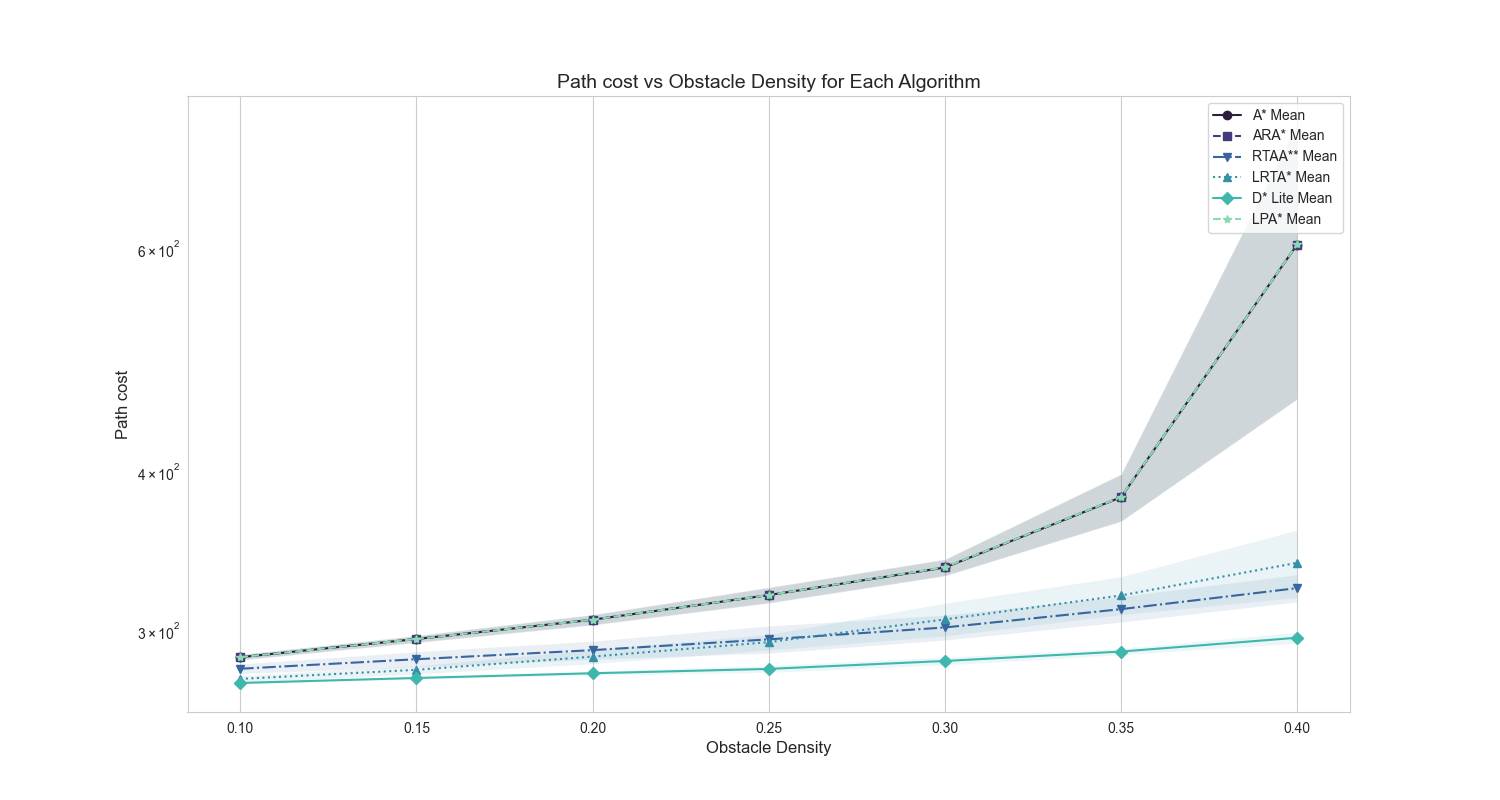 Path cost vs Obstacle Density for Each Algorithm
A* Mean
ARA* Mean
RTAA** Mean
LRTA* Mean
D* Lite Mean
LPA* Mean
6 × 10²
4 × 10²
3 × 10²
Path cost
0.10 0.15 0.20 0.25 0.30 0.35 0.40
Obstacle Density